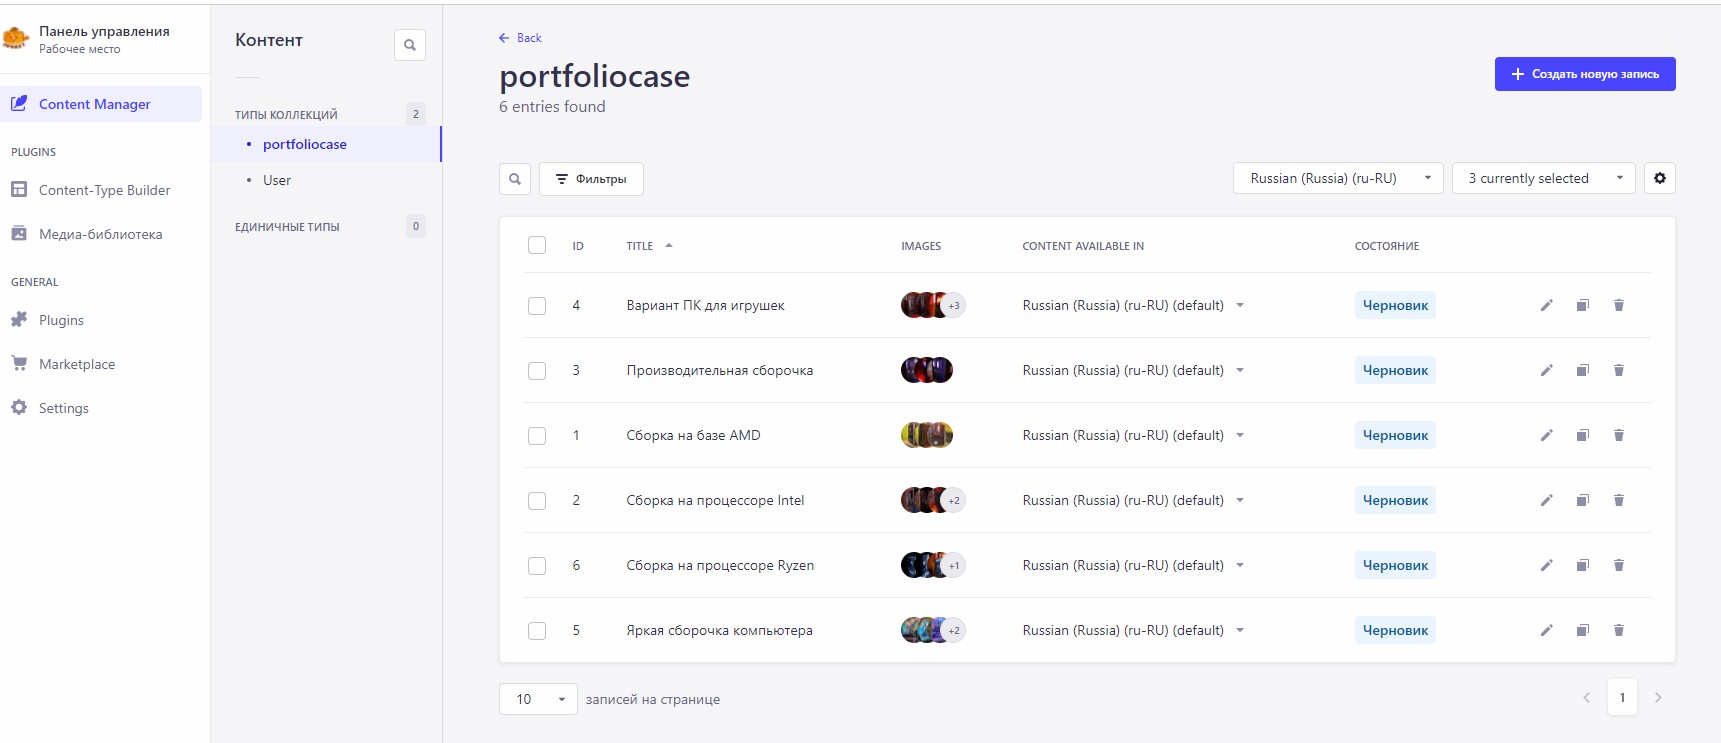 Панель управления
Рабочее место
Content Manager
PLUGINS
Content-Type Builder
Медиа-библиотека
GENERAL
Plugins
Marketplace
Settings
Контент
ТИПЫ КОЛЛЕКЦИЙ 2
portfoliocase
User
ЕДИНИЧНЫЕ ТИПЫ 0
Back
portfoliocase
6 entries found
Создать новую запись
Фильтры
Russian (Russia) (ru-RU)
3 currently selected
ID TITLE IMAGES CONTENT AVAILABLE IN СОСТОЯНИЕ
4 Вариант ПК для игрушек +3 Russian (Russia) (ru-RU) (default) Черновик
3 Производительная сборочка Russian (Russia) (ru-RU) (default) Черновик
1 Сборка на базе AMD Russian (Russia) (ru-RU) (default) Черновик
2 Сборка на процессоре Intel +2 Russian (Russia) (ru-RU) (default) Черновик
6 Сборка на процессоре Ryzen +1 Russian (Russia) (ru-RU) (default) Черновик
5 Яркая сборочка компьютера +2 Russian (Russia) (ru-RU) (default) Черновик
10 записей на странице
1